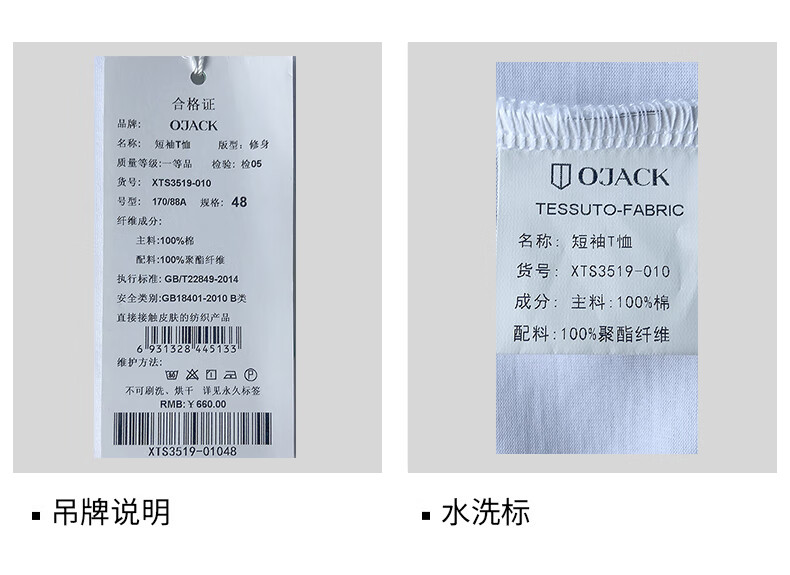 合格证
品牌: OJACK
名称: 短袖T恤 版型: 修身
质量等级:一等品 检验: 检05
货号: XTS3519-010
号型: 170/88A 规格: 48
纤维成分:
主料:100%棉
配料:100%聚酯纤维
执行标准: GB/T22849-2014
安全类别:GB18401-2010 B类
直接接触皮肤的纺织产品
6 931328 445133
维护方法:
不可刷洗、烘干 详见永久标签
RMB:￥660.00
XTS3519-01048
OJACK
TESSUTO-FABRIC
名称: 短袖T恤
货号: XTS3519-010
成分: 主料:100%棉
配料:100%聚酯纤维
吊牌说明
水洗标